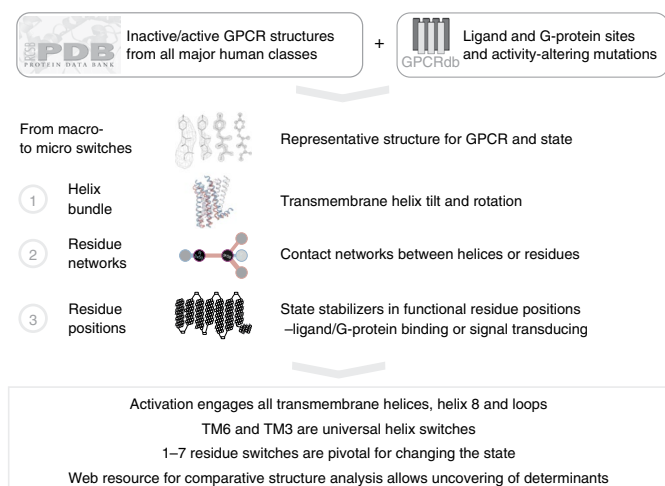 RCSB
PDB
PROTEIN DATA BANK
Inactive/active GPCR structures
from all major human classes
+
GPCRdb
Ligand and G-protein sites
and activity-altering mutations
From macro-
to micro switches
Representative structure for GPCR and state
1
Helix
bundle
Transmembrane helix tilt and rotation
2
Residue
networks
Contact networks between helices or residues
3
Residue
positions
State stabilizers in functional residue positions
–ligand/G-protein binding or signal transducing
Activation engages all transmembrane helices, helix 8 and loops
TM6 and TM3 are universal helix switches
1–7 residue switches are pivotal for changing the state
Web resource for comparative structure analysis allows uncovering of determinants